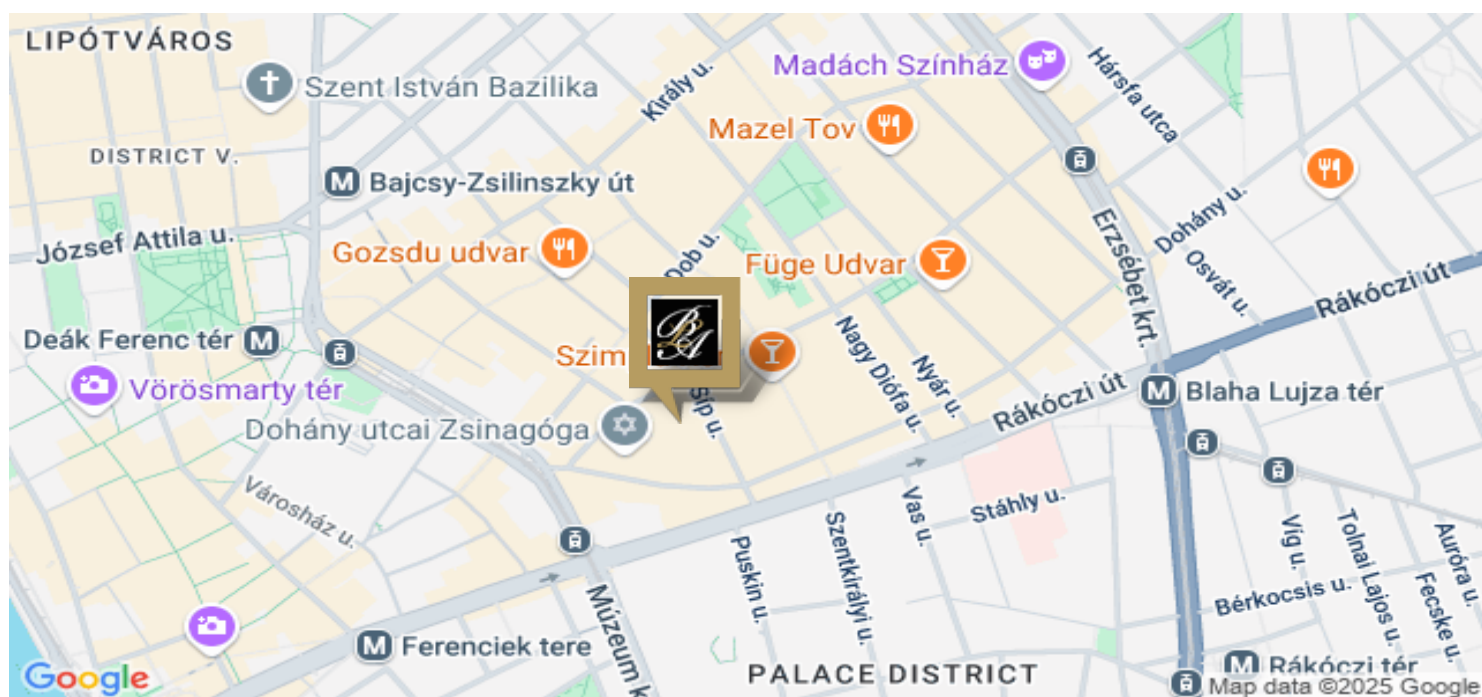 LIPÓTVÁROS
Szent István Bazilika
Király u.
Madách Színház
Hársfa utca
Mazel Tov
DISTRICT V.
M Bajcsy-Zsilinszky út
József Attila u.
Gozsdu udvar
Dob u.
Füge Udvar
Erzsébet krt.
Dohány u.
Osvát u.
Rákóczi út
Deák Ferenc tér M
Szim
BLA
Nagy Diófa u.
Nyár u.
Vörösmarty tér
Síp u.
Rákóczi út
M Blaha Lujza tér
Dohány utcai Zsinagóga
Városház u.
Vas u.
Stáhly u.
Puskin u.
Szentkirályi u.
Víg u.
Tolnai Lajos u.
Auróra u.
Fecske u.
Bérkocsis u.
Múzeum k
M Ferenciek tere
PALACE DISTRICT
M Rákóczi tér
Google
Map data ©2025 Google